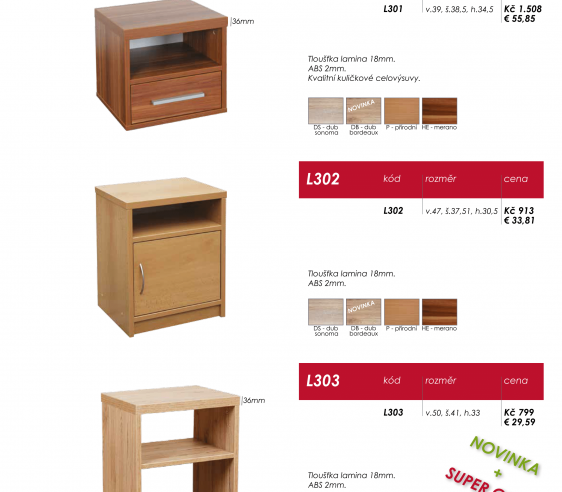 L301 v.39, š.38,5, h.34,5 Kč 1.508
€ 55,85
36mm
Tloušťka lamina 18mm.
ABS 2mm.
Kvalitní kuličkové celovýsuvy.
NOVINKA
DS - dub sonoma
DB - dub bordeaux
P - přírodní
HE - merano
L302 kód rozměr cena
L302 v.47, š.37,51, h.30,5 Kč 913
€ 33,81
Tloušťka lamina 18mm.
ABS 2mm.
NOVINKA
DS - dub sonoma
DB - dub bordeaux
P - přírodní
HE - merano
L303 kód rozměr cena
36mm
L303 v.50, š.41, h.33 Kč 799
€ 29,59
NOVINKA
+
SUPER
Tloušťka lamina 18mm.
ABS 2mm.